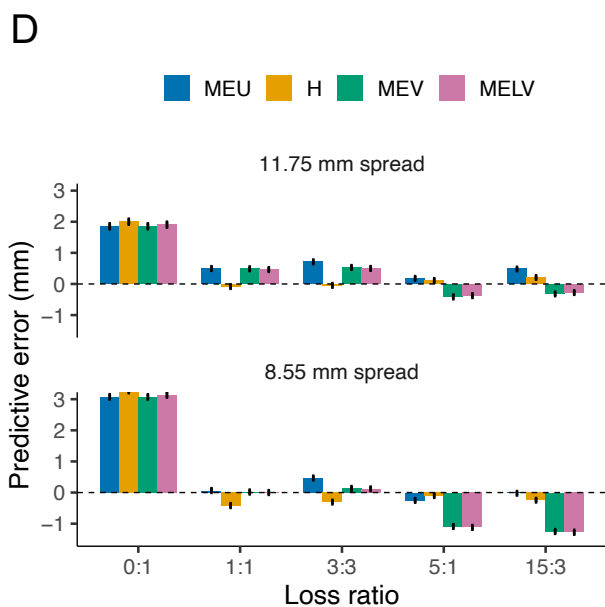 D
MEU H MEV MELV
11.75 mm spread
3
2
1
0
−1
Predictive error (mm)
8.55 mm spread
3
2
1
0
−1
0:1 1:1 3:3 5:1 15:3
Loss ratio